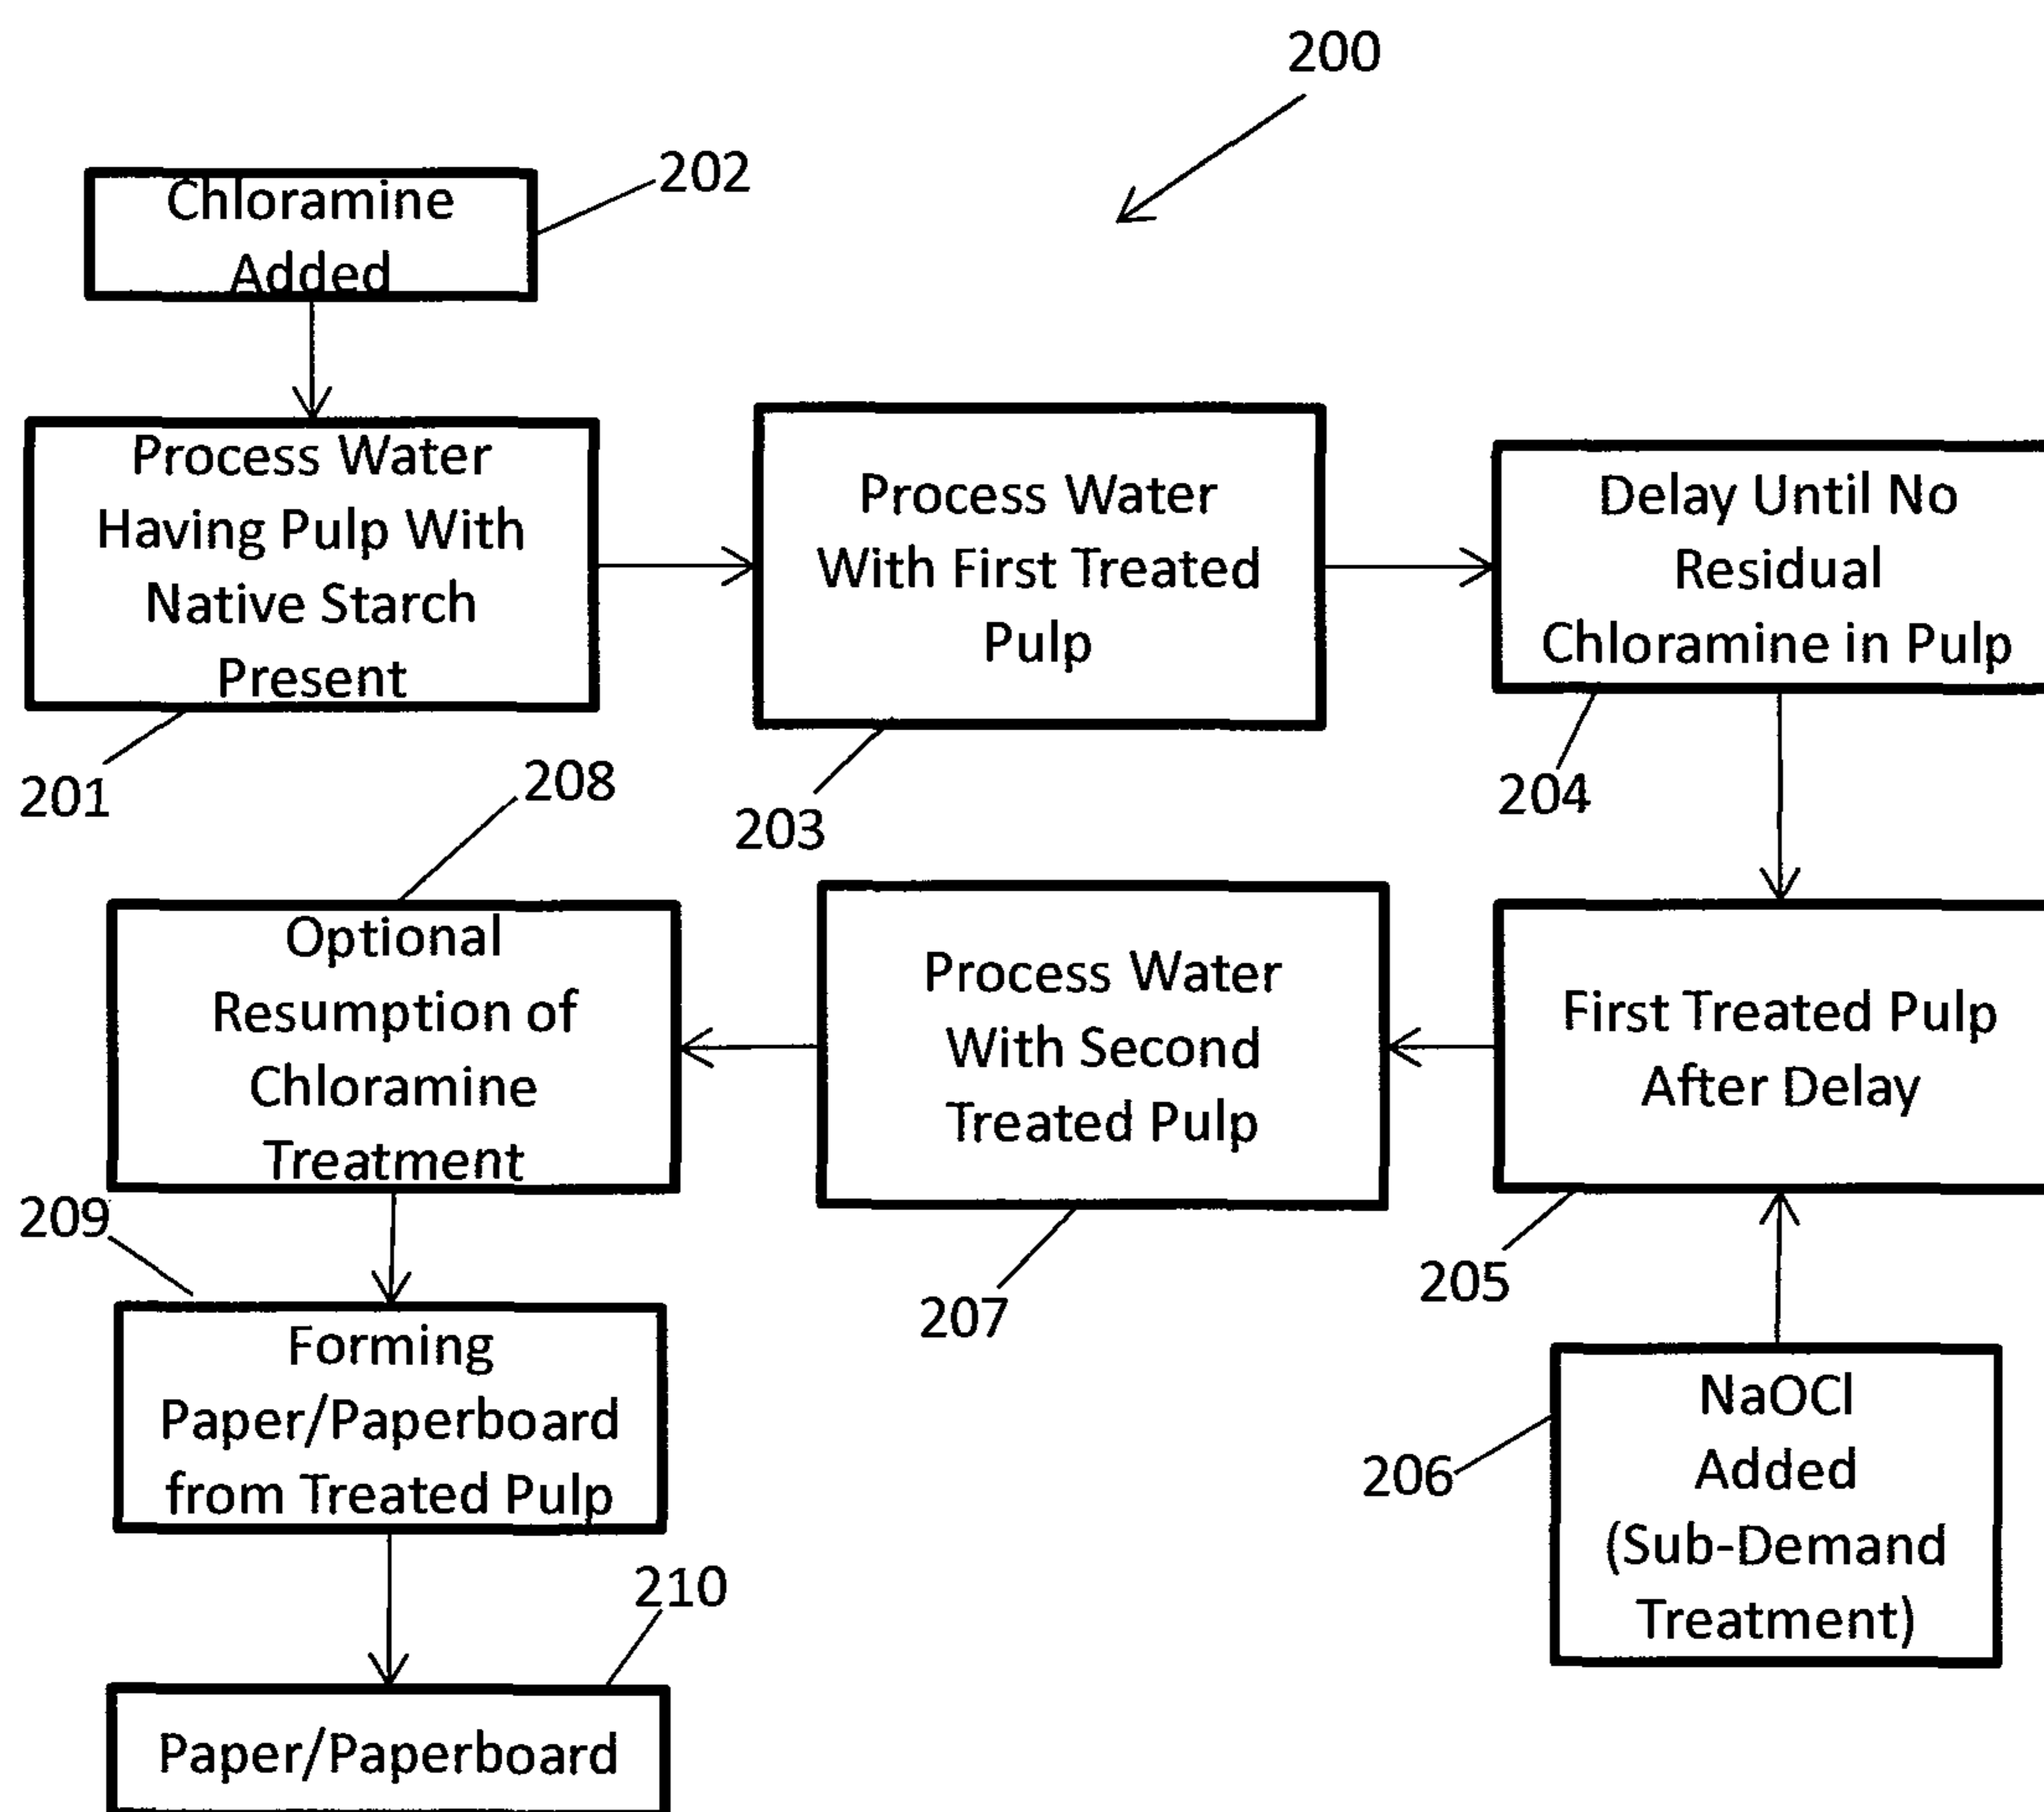 200
Chloramine
Added
202
Process Water
Having Pulp With
Native Starch
Present
201
Process Water
With First Treated
Pulp
203
Delay Until No
Residual
Chloramine in Pulp
204
First Treated Pulp
After Delay
205
NaOCl
Added
(Sub-Demand
Treatment)
206
Process Water
With Second
Treated Pulp
207
208
Optional
Resumption of
Chloramine
Treatment
209
Forming
Paper/Paperboard
from Treated Pulp
210
Paper/Paperboard